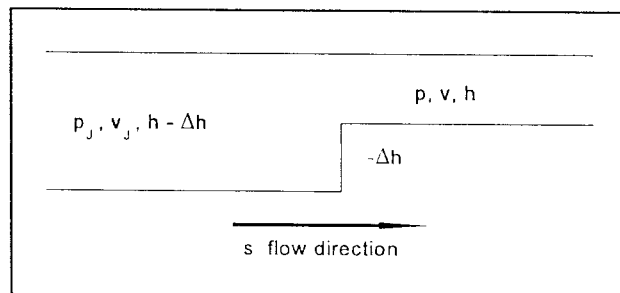 p, v, h
p_J , v_J , h - Δh
-Δh
s flow direction